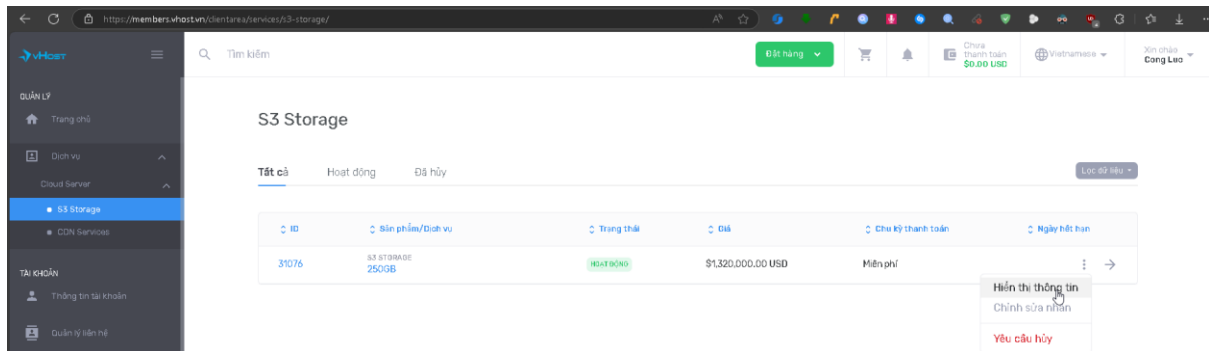 https://members.vhost.vn/clientarea/services/s3-storage/
VHOST
Tìm kiếm
Đặt hàng
Chưa thanh toán
$0.00 USD
Vietnamese
Xin chào
Cong Luo
QUẢN LÝ
Trang chủ
Dịch vụ
Cloud Server
S3 Storage
CDN Services
TÀI KHOẢN
Thông tin tài khoản
Quản lý liên hệ
S3 Storage
Tất cả Hoạt động Đã hủy
Lọc dữ liệu
ID Sản phẩm/Dịch vụ Trạng thái Giá Chu kỳ thanh toán Ngày hết hạn
S3 STORAGE
31076 250GB HOẠT ĐỘNG $1,320,000.00 USD Miễn phí
Hiển thị thông tin
Chỉnh sửa nhãn
Yêu cầu hủy